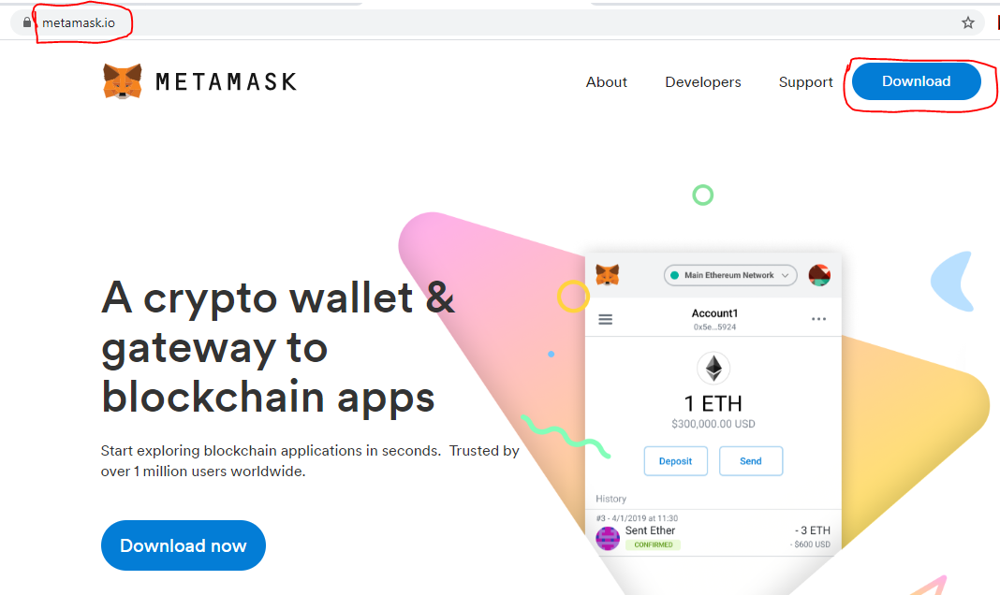 metamask.io
METAMASK
About
Developers
Support
Download
A crypto wallet &
gateway to
blockchain apps
Start exploring blockchain applications in seconds.  Trusted by
over 1 million users worldwide.
Download now
Main Ethereum Network
Account1
0x5e...5924
1 ETH
$300,000.00 USD
Deposit
Send
History
#3 - 4/1/2019 at 11:30
Sent Ether
- 3 ETH
CONFIRMED
- $600 USD